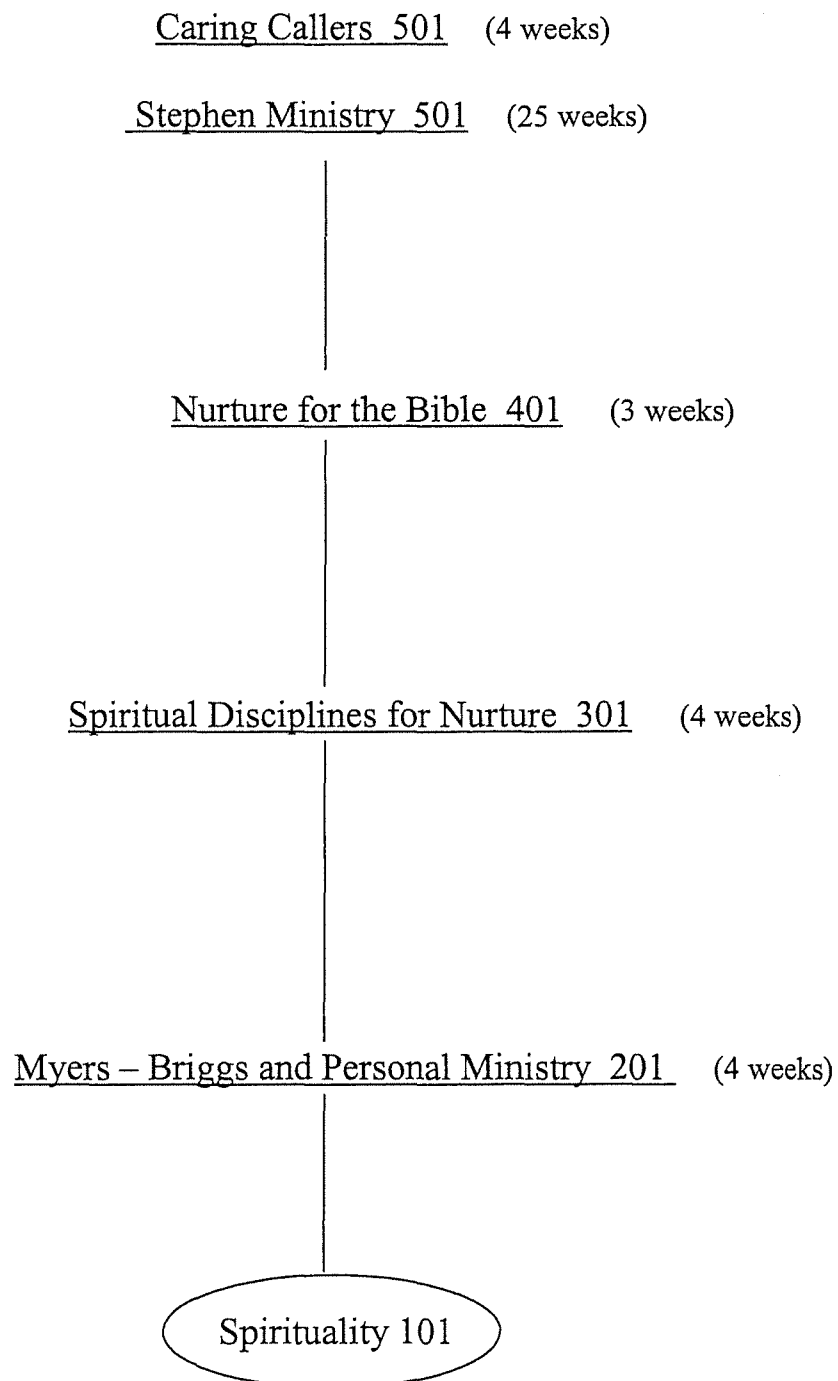 Caring Callers 501 (4 weeks)
Stephen Ministry 501 (25 weeks)
Nurture for the Bible 401 (3 weeks)
Spiritual Disciplines for Nurture 301 (4 weeks)
Myers – Briggs and Personal Ministry 201 (4 weeks)
Spirituality 101